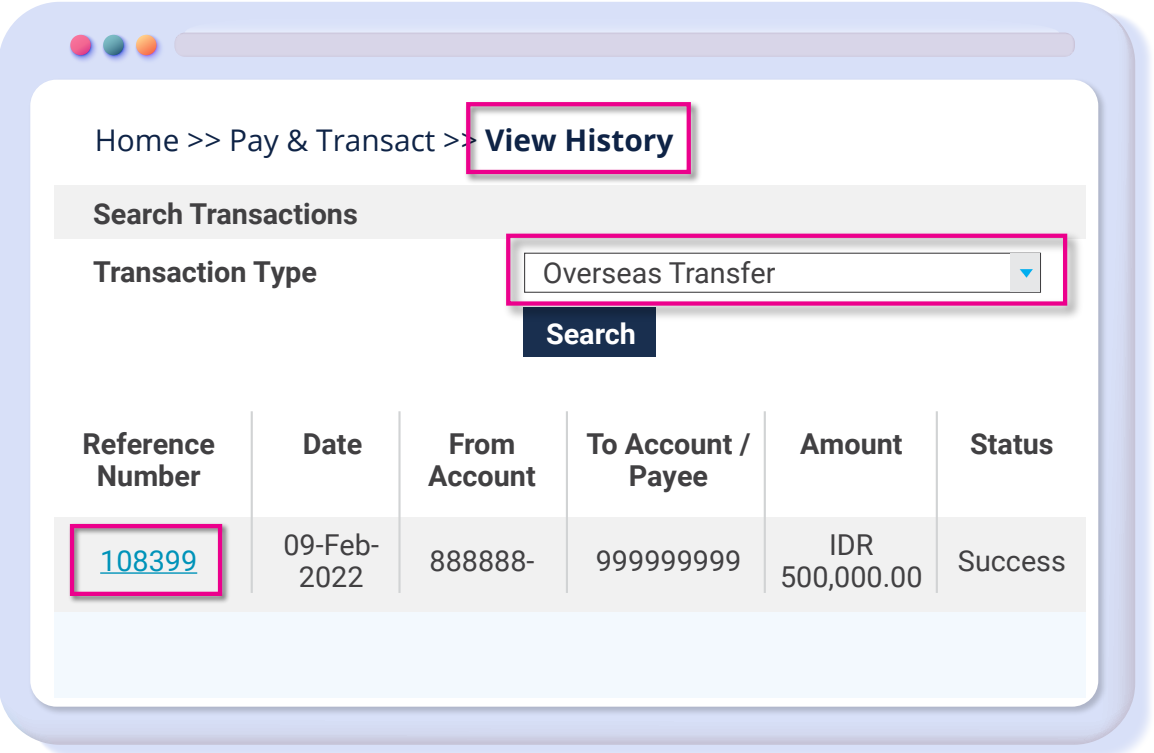 Home >> Pay & Transact >> View History
Search Transactions
Transaction Type
Overseas Transfer
Search
Reference Number
Date
From Account
To Account / Payee
Amount
Status
108399
09-Feb-2022
888888-
999999999
IDR 500,000.00
Success